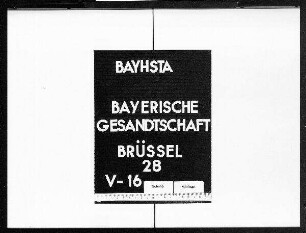 BAYHSTA
BAYERISCHE
GESANDTSCHAFT
BRÜSSEL
28
V-16